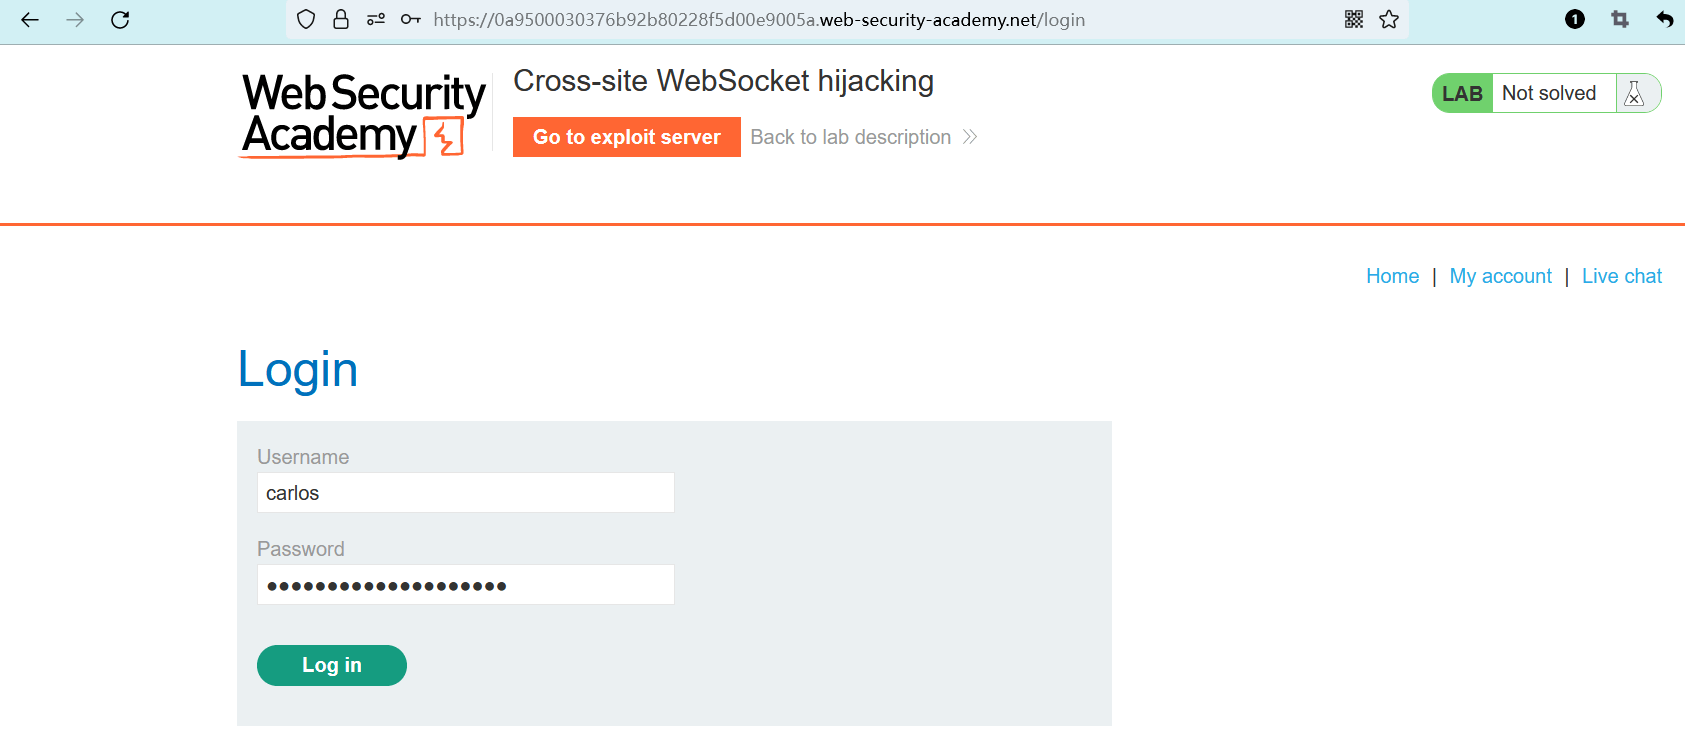 https://0a9500030376b92b80228f5d00e9005a.web-security-academy.net/login
1
Web Security
Academy
Cross-site WebSocket hijacking
Go to exploit server
Back to lab description
LAB Not solved
Home | My account | Live chat
Login
Username
carlos
Password
●●●●●●●●●●●●●●●●●●●●
Log in